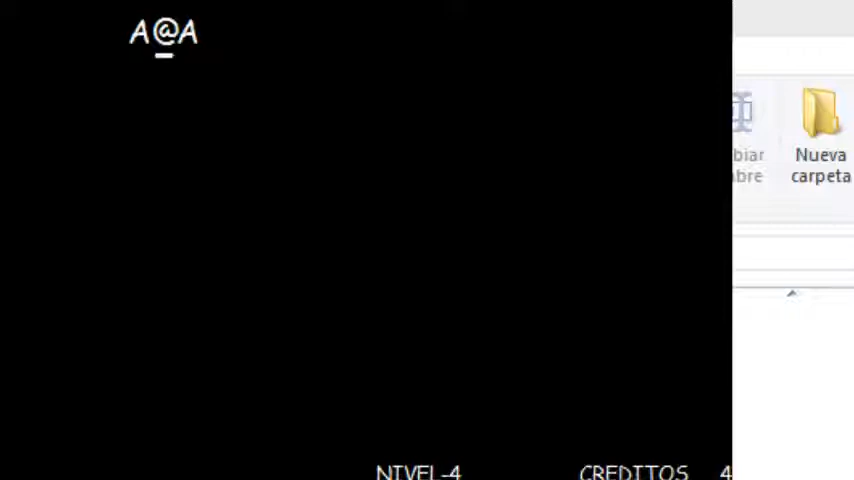 A@A
Nueva
carpeta
biar
bre
NIVEL-4
CREDITOS 4